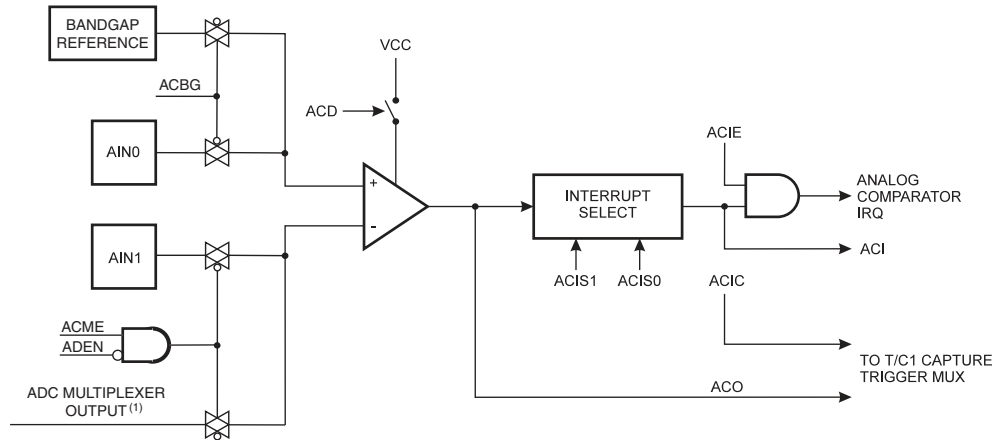 BANDGAP
REFERENCE
VCC
ACBG
ACD
AIN0
ACIE
+
INTERRUPT
SELECT
ANALOG
COMPARATOR
IRQ
-
AIN1
ACI
ACIS1 ACIS0 ACIC
ACME
ADEN
TO T/C1 CAPTURE
TRIGGER MUX
ACO
ADC MULTIPLEXER
OUTPUT (1)